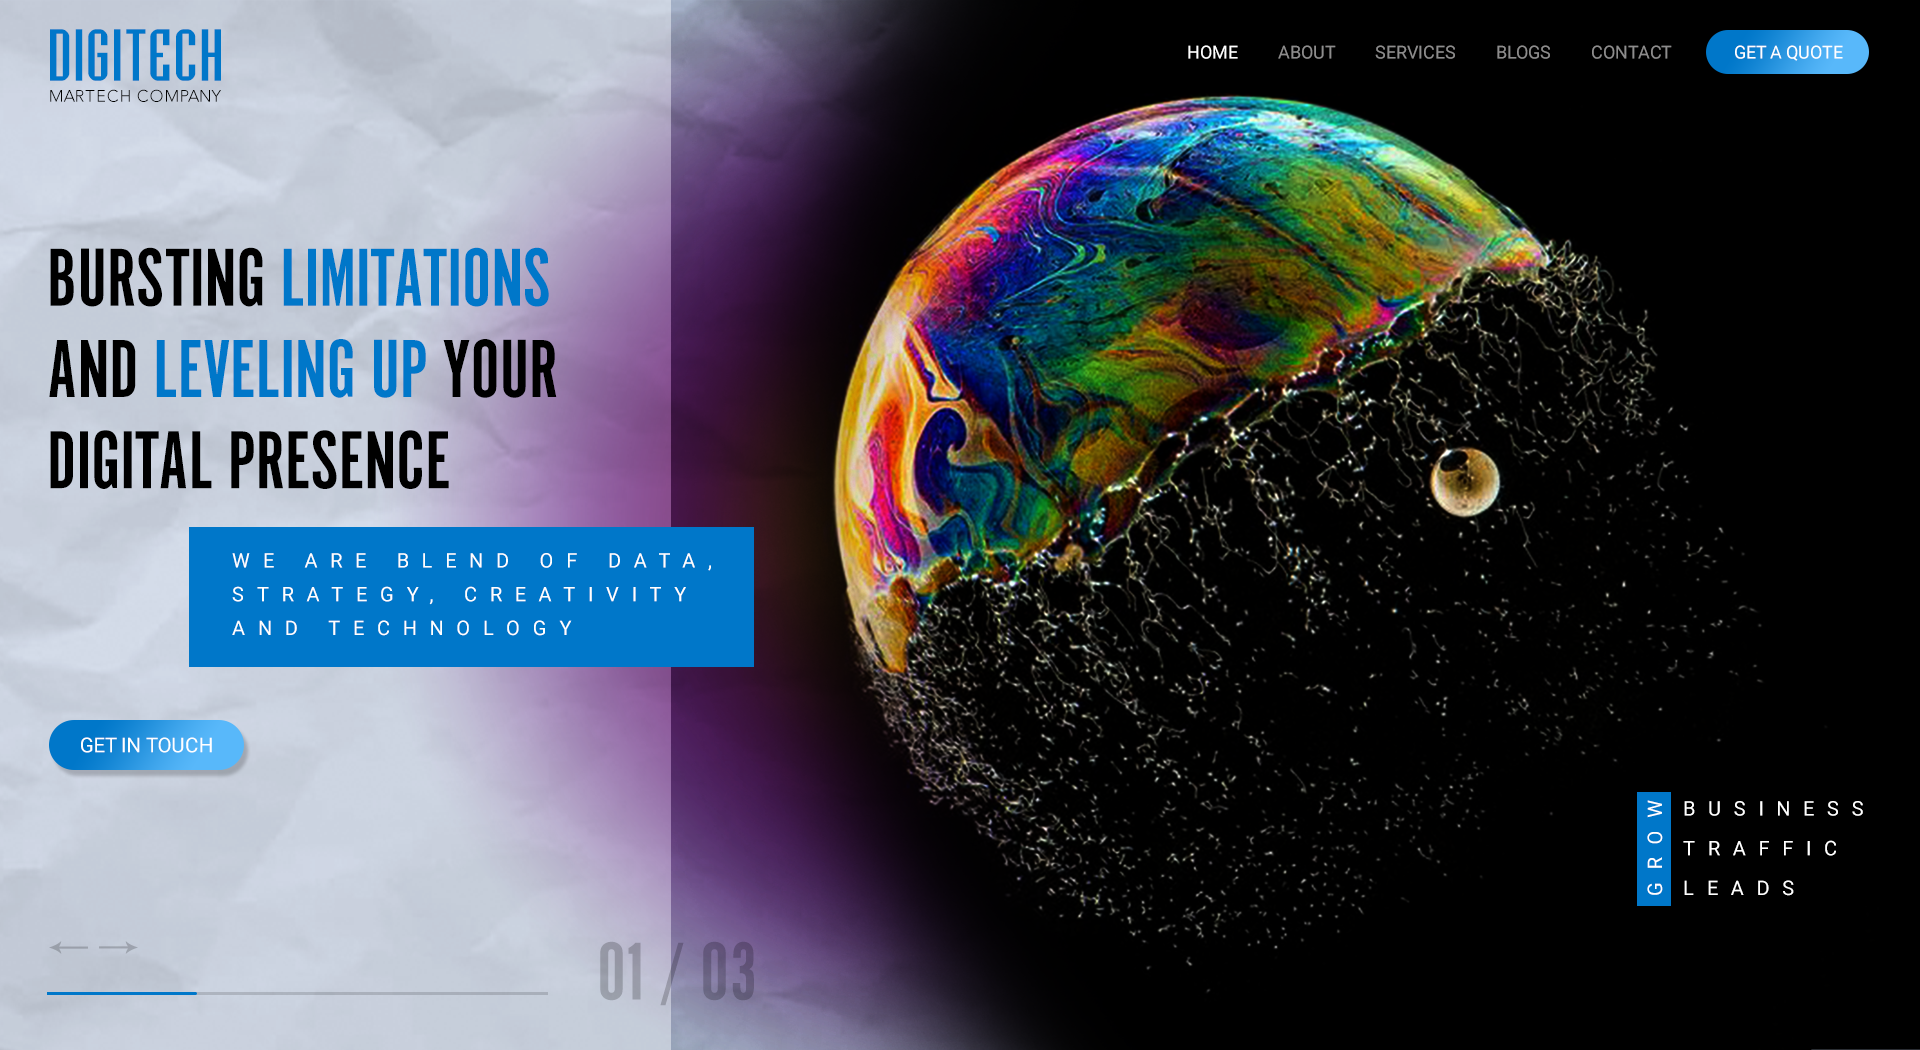 DIGITECH
MARTECH COMPANY
HOME ABOUT SERVICES BLOGS CONTACT GET A QUOTE
BURSTING LIMITATIONS
AND LEVELING UP YOUR
DIGITAL PRESENCE
WE ARE BLEND OF DATA,
STRATEGY, CREATIVITY
AND TECHNOLOGY
GET IN TOUCH
GROW
BUSINESS
TRAFFIC
LEADS
01 / 03